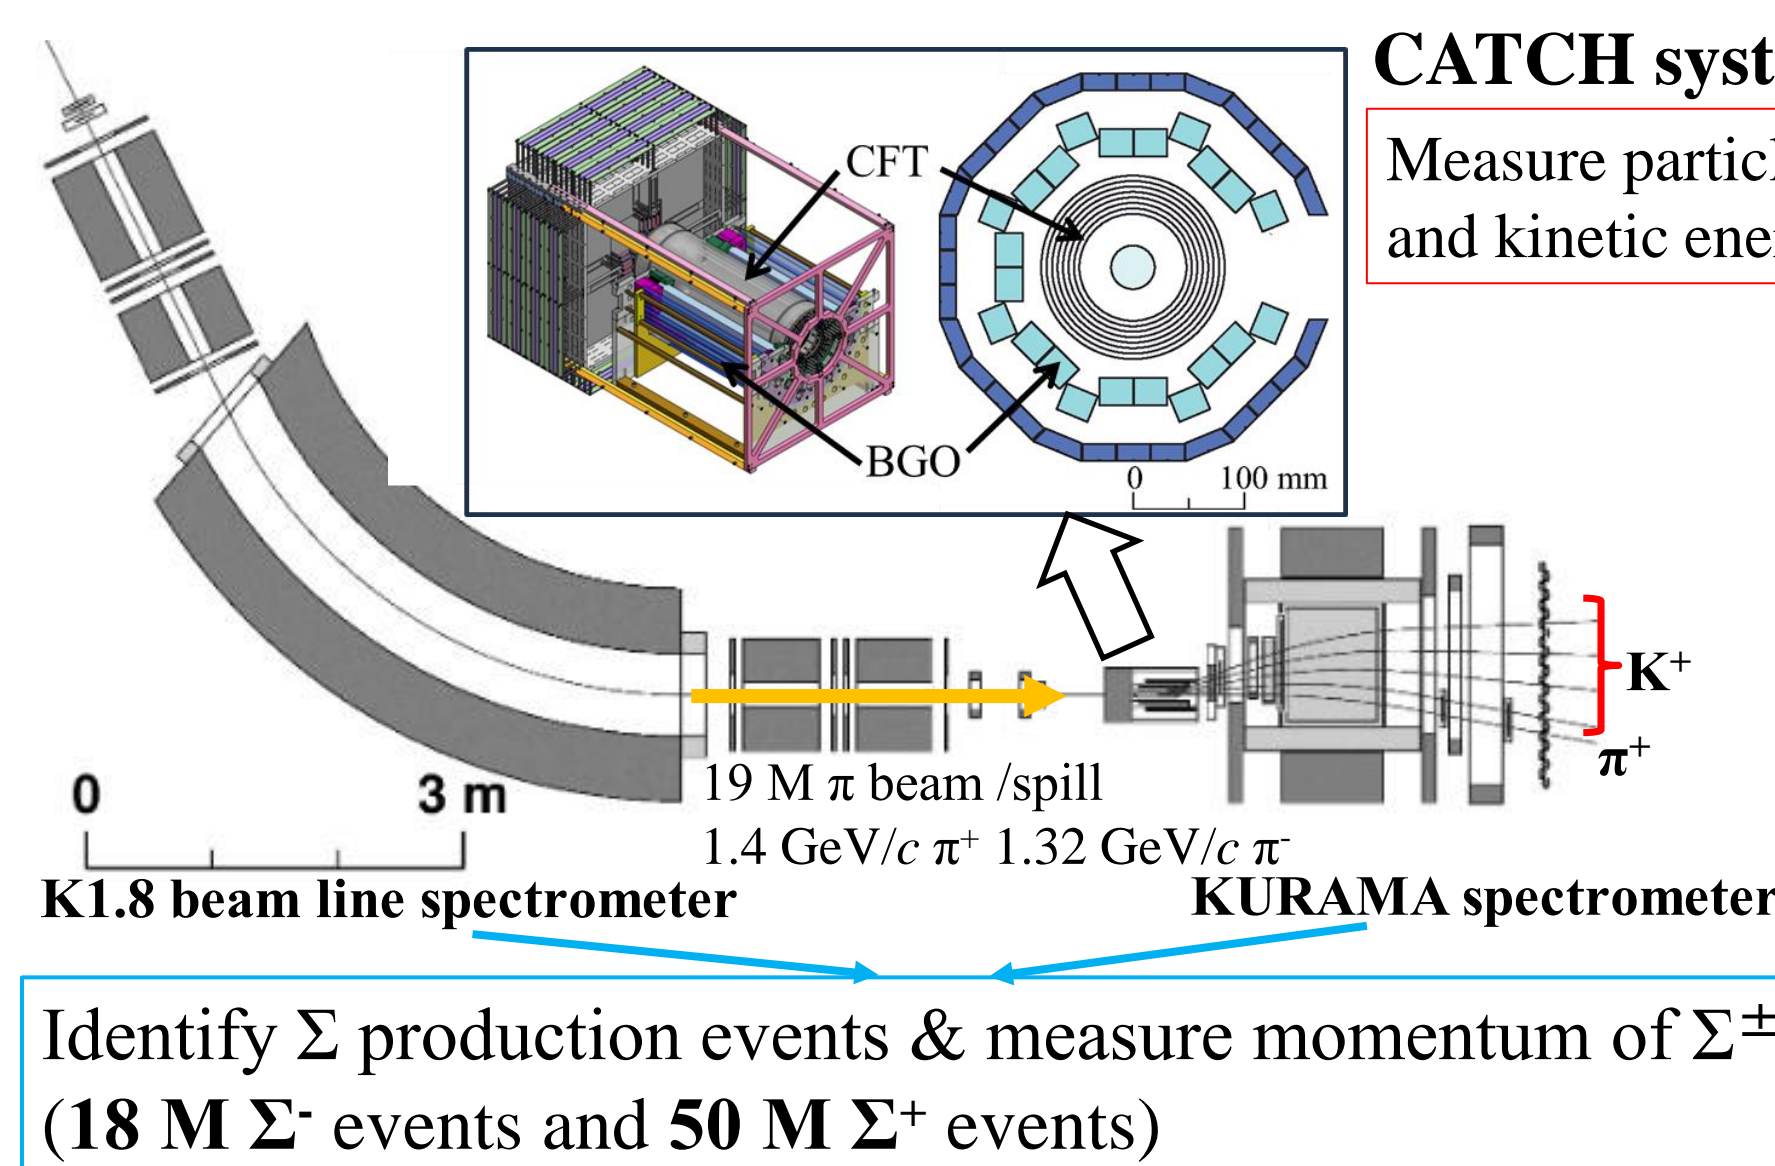 CATCH syst
Measure particl
and kinetic ene
CFT
BGO
0 100 mm
K⁺
π⁺
0 3 m
19 M π beam /spill
1.4 GeV/c π⁺ 1.32 GeV/c π⁻
K1.8 beam line spectrometer
KURAMA spectrometer
Identify Σ production events & measure momentum of Σ±
(18 M Σ⁻ events and 50 M Σ⁺ events)